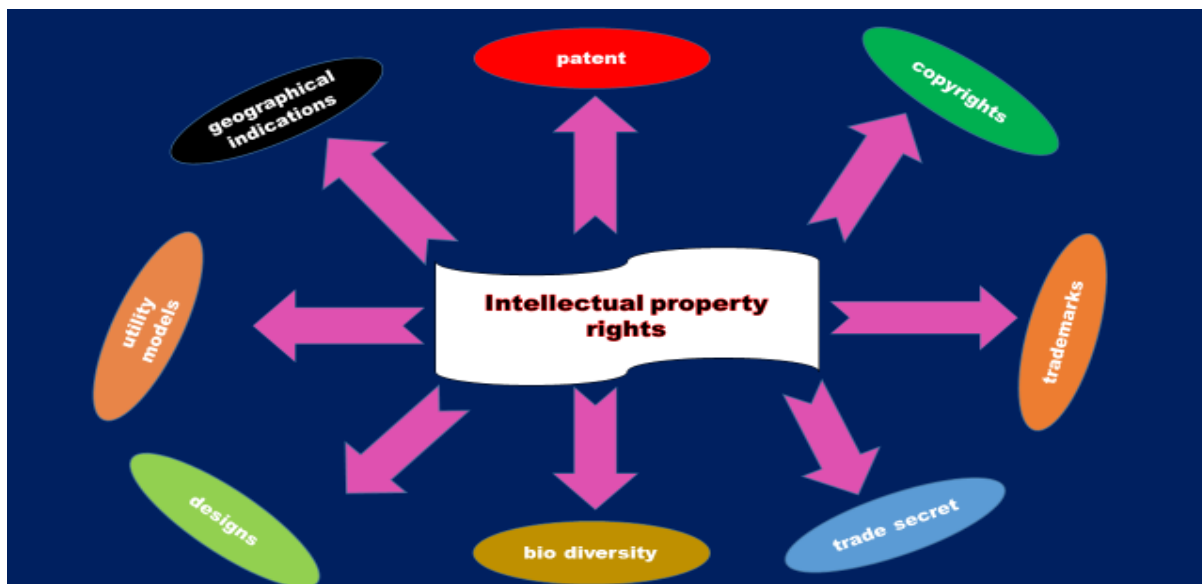 patent
copyrights
geographical
indications
Intellectual property
rights
utility
models
trademarks
designs
bio diversity
trade secret